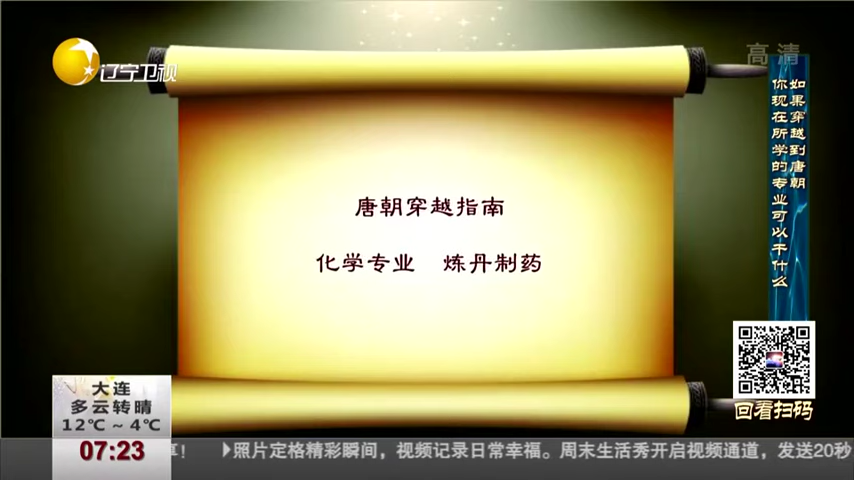 辽宁卫视
高清
如果穿越到唐朝
你现在所学的专业可以干什么
唐朝穿越指南
化学专业 炼丹制药
回看扫码
大连
多云转晴
12℃~4℃
07:23
享! ▶照片定格精彩瞬间,视频记录日常幸福。周末生活秀开启视频通道,发送20秒